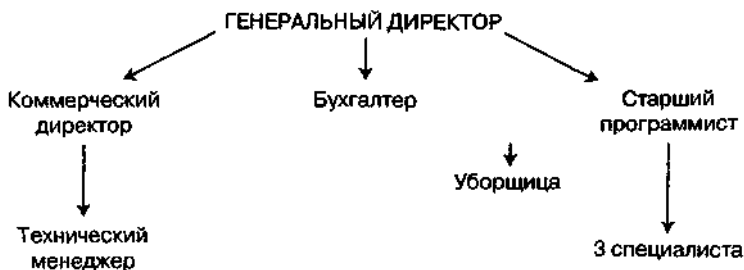 ГЕНЕРАЛЬНЫЙ ДИРЕКТОР
Коммерческий
директор
Бухгалтер
Старший
программист
Уборщица
Технический
менеджер
3 специалиста